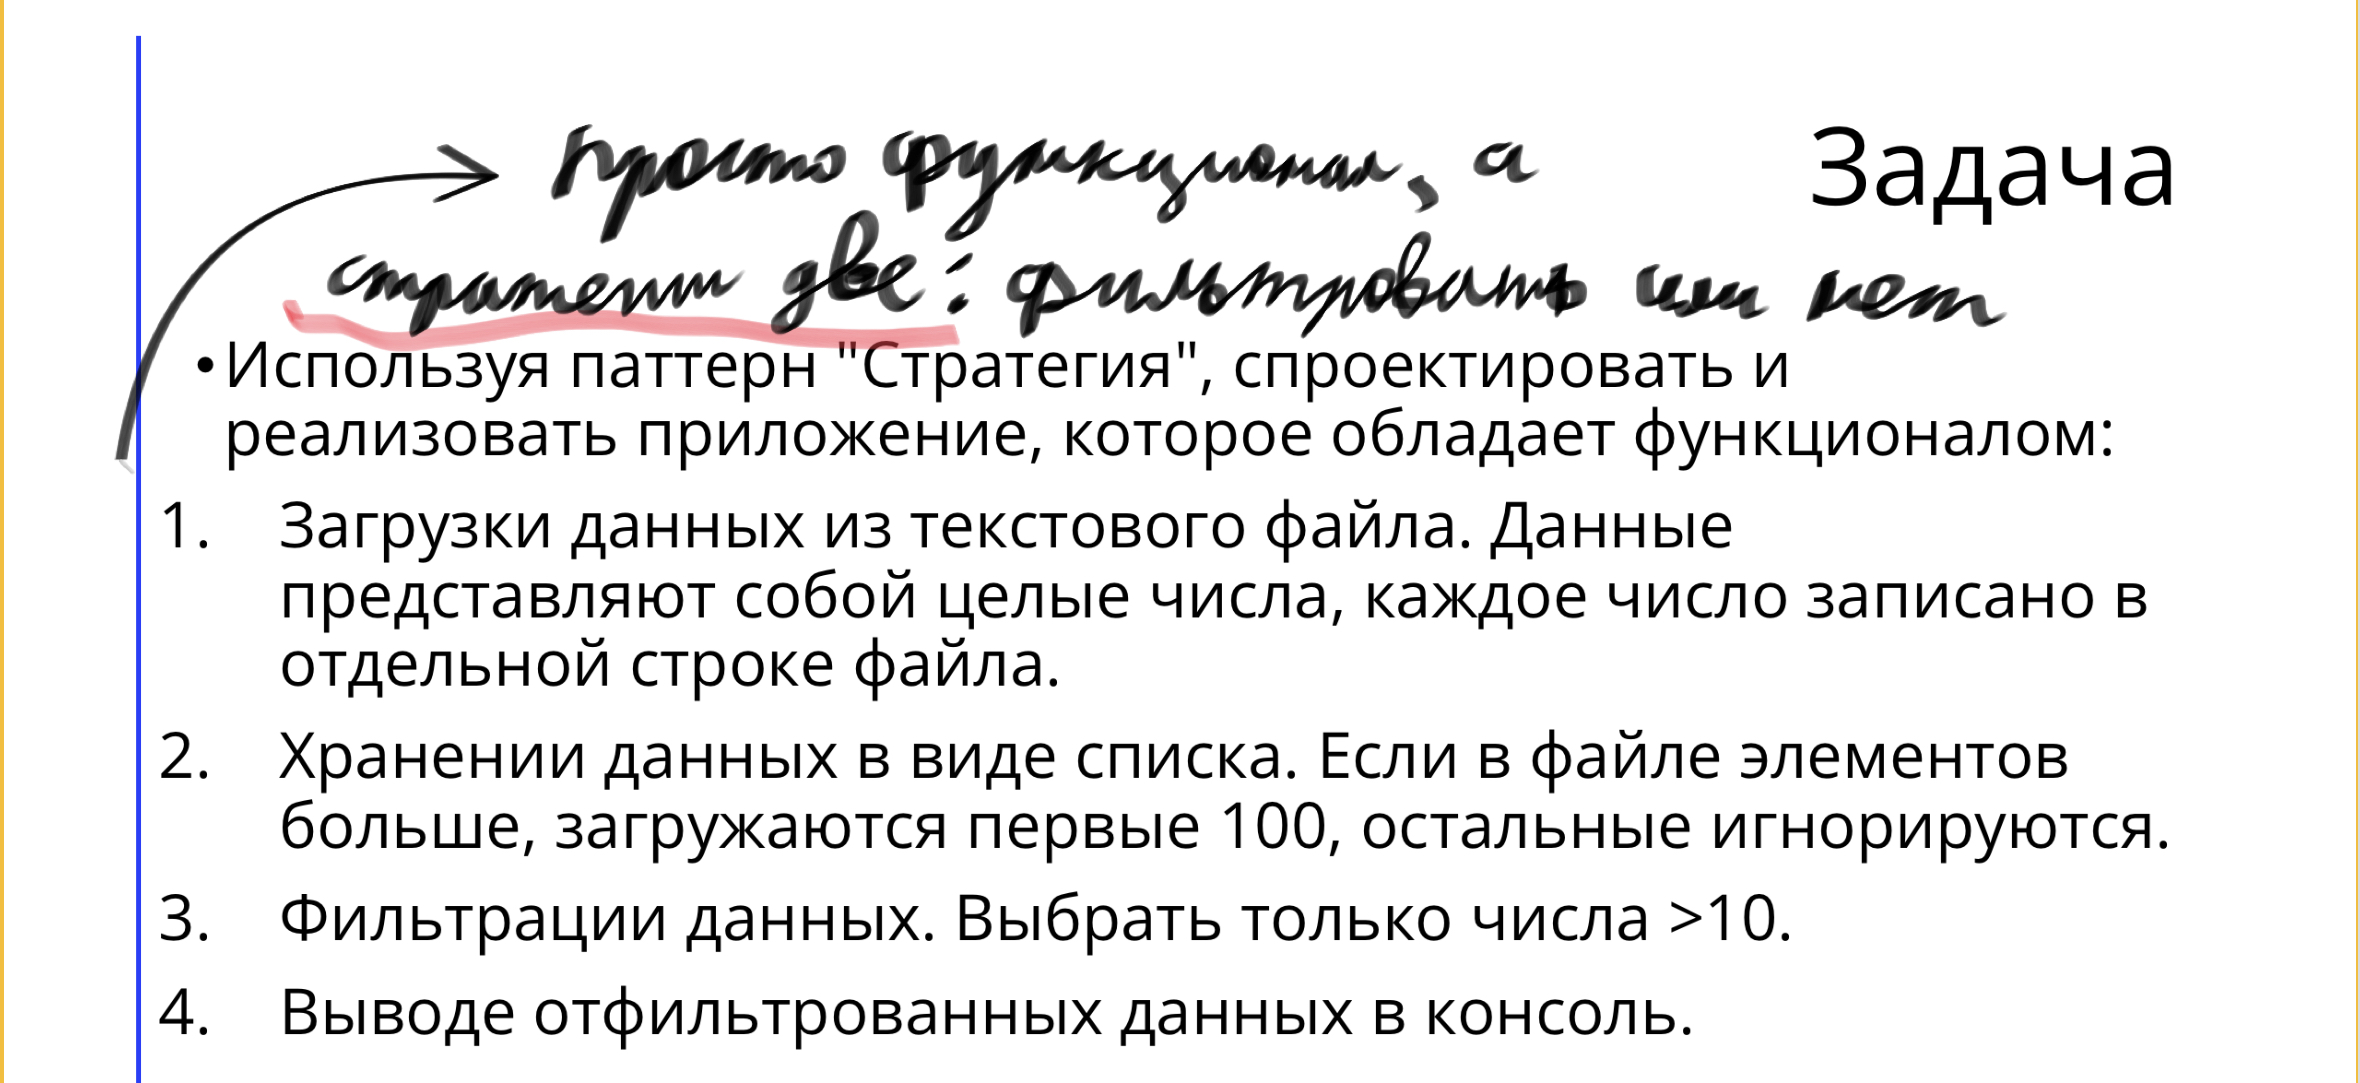 Задача
просто функционал, а
стратегии две: фильтровать или нет
• Используя паттерн "Стратегия", спроектировать и
реализовать приложение, которое обладает функционалом:
1. Загрузки данных из текстового файла. Данные
представляют собой целые числа, каждое число записано в
отдельной строке файла.
2. Хранении данных в виде списка. Если в файле элементов
больше, загружаются первые 100, остальные игнорируются.
3. Фильтрации данных. Выбрать только числа >10.
4. Выводе отфильтрованных данных в консоль.